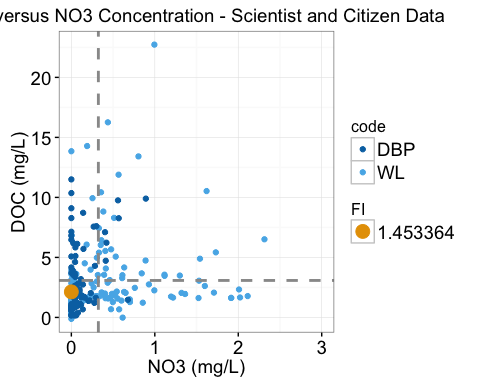 versus NO3 Concentration - Scientist and Citizen Data
20
15
10
5
0
DOC (mg/L)
0 1 2 3
NO3 (mg/L)
code
DBP
WL
FI
1.453364